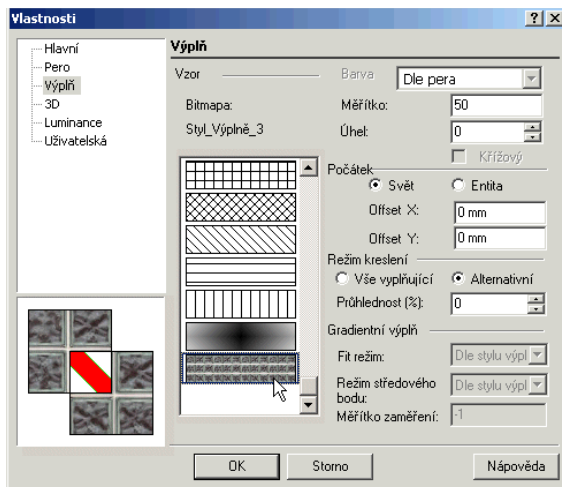 Vlastnosti
Hlavní
Pero
Výplň
3D
Luminance
Uživatelská
Výplň
Vzor
Bitmapa:
Styl_Výplně_3
Barva Dle pera
Měřítko: 50
Úhel: 0
Křížový
Počátek
Svět Entita
Offset X: 0 mm
Offset Y: 0 mm
Režim kreslení
Vše vyplňující Alternativní
Průhlednost (%): 0
Gradientní výplň
Fit režim: Dle stylu výpl
Režim středového
bodu: Dle stylu výpl
Měřítko zaměření: -1
OK Storno Nápověda